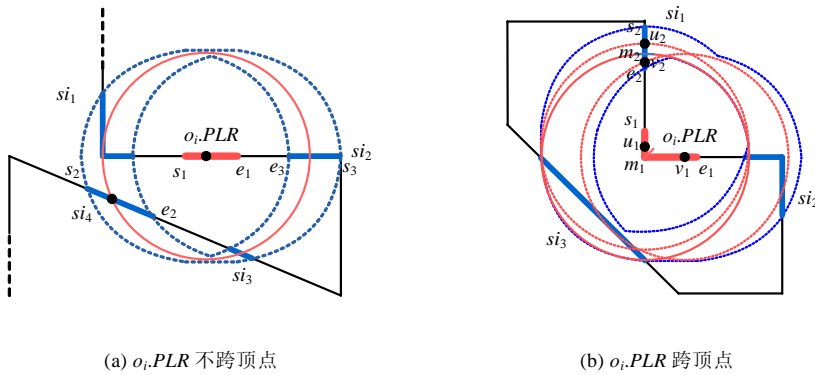 si1
oi.PLR
s1
e1
e3
si2
s3
s2
si4
e2
si3
(a) oi.PLR 不跨顶点
si1
s2
u2
m2
v2
e2
s1
u1
oi.PLR
m1
v1
e1
si2
si3
(b) oi.PLR 跨顶点